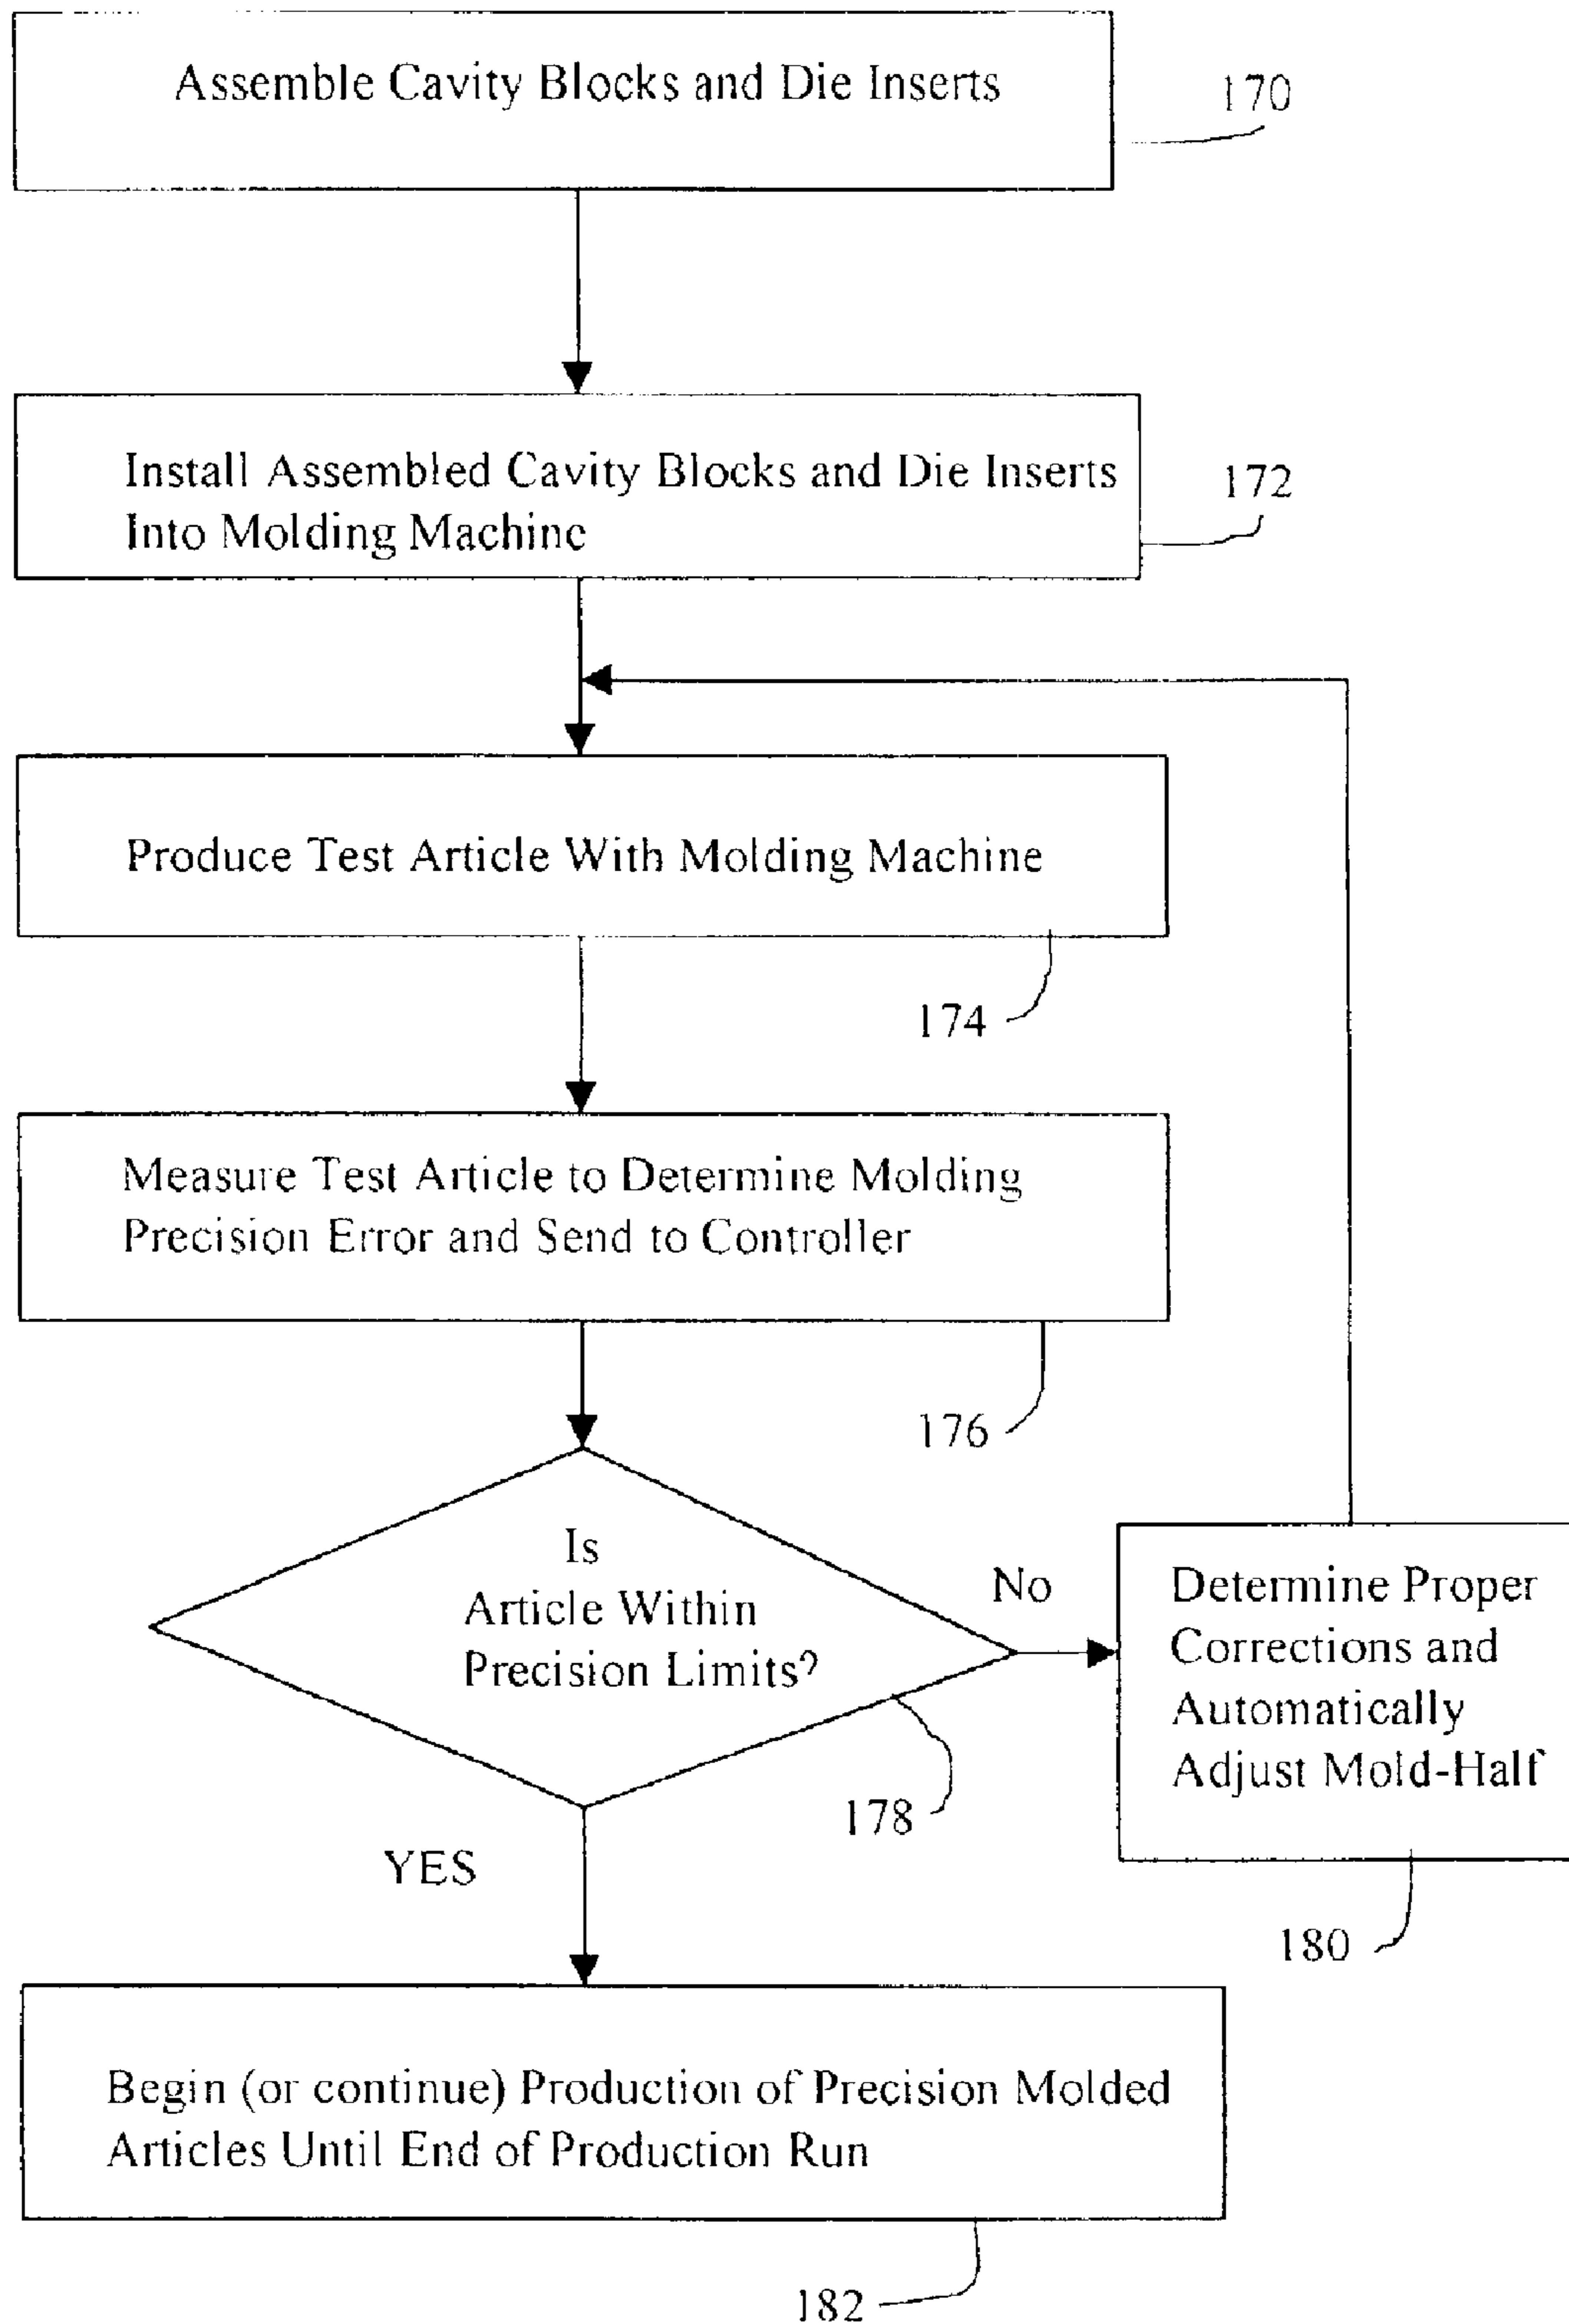 Assemble Cavity Blocks and Die Inserts
170
Install Assembled Cavity Blocks and Die Inserts
Into Molding Machine
172
Produce Test Article With Molding Machine
174
Measure Test Article to Determine Molding
Precision Error and Send to Controller
176
Is
Article Within
Precision Limits?
No
Determine Proper
Corrections and
Automatically
Adjust Mold-Half
178
YES
180
Begin (or continue) Production of Precision Molded
Articles Until End of Production Run
182